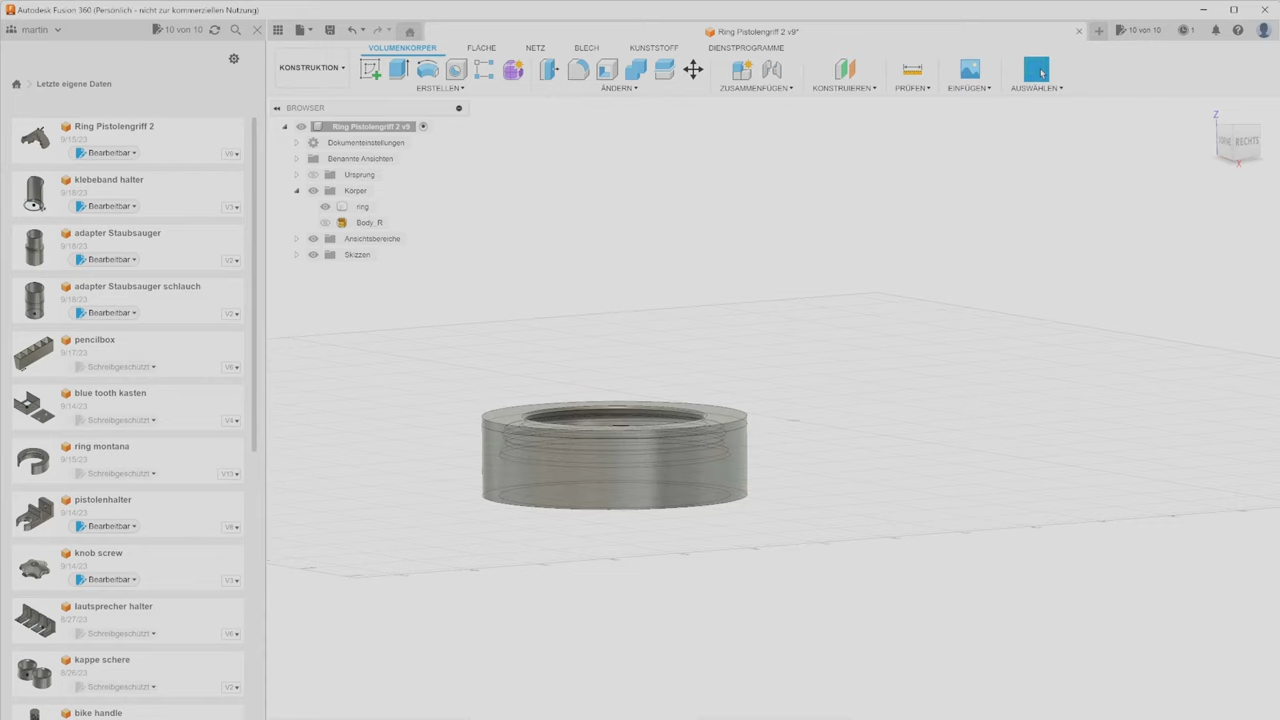 Autodesk Fusion 360 (Persönlich - nicht zur kommerziellen Nutzung)
martin
10 von 10
Ring Pistolengriff 2 v9*
10 von 10
1
Letzte eigene Daten
VOLUMENKÖRPER
FLÄCHE
NETZ
BLECH
KUNSTSTOFF
DIENSTPROGRAMME
KONSTRUKTION
ERSTELLEN
ÄNDERN
ZUSAMMENFÜGEN
KONSTRUIEREN
PRÜFEN
EINFÜGEN
AUSWÄHLEN
BROWSER
Ring Pistolengriff 2 v9
Dokumenteinstellungen
Benannte Ansichten
Ursprung
Körper
ring
Body_R
Ansichtsbereiche
Skizzen
Z
RECHTS
X
Ring Pistolengriff 2
9/15/23
Bearbeitbar
V9
klebeband halter
9/18/23
Bearbeitbar
V3
adapter Staubsauger
9/18/23
Bearbeitbar
V2
adapter Staubsauger schlauch
9/18/23
Bearbeitbar
V2
pencilbox
9/17/23
Schreibgeschützt
V6
blue tooth kasten
9/14/23
Schreibgeschützt
V4
ring montana
9/15/23
Schreibgeschützt
V13
pistolenhalter
9/14/23
Bearbeitbar
V6
knob screw
9/14/23
Bearbeitbar
V3
lautsprecher halter
8/27/23
Schreibgeschützt
V6
kappe schere
8/26/23
Schreibgeschützt
V2
bike handle